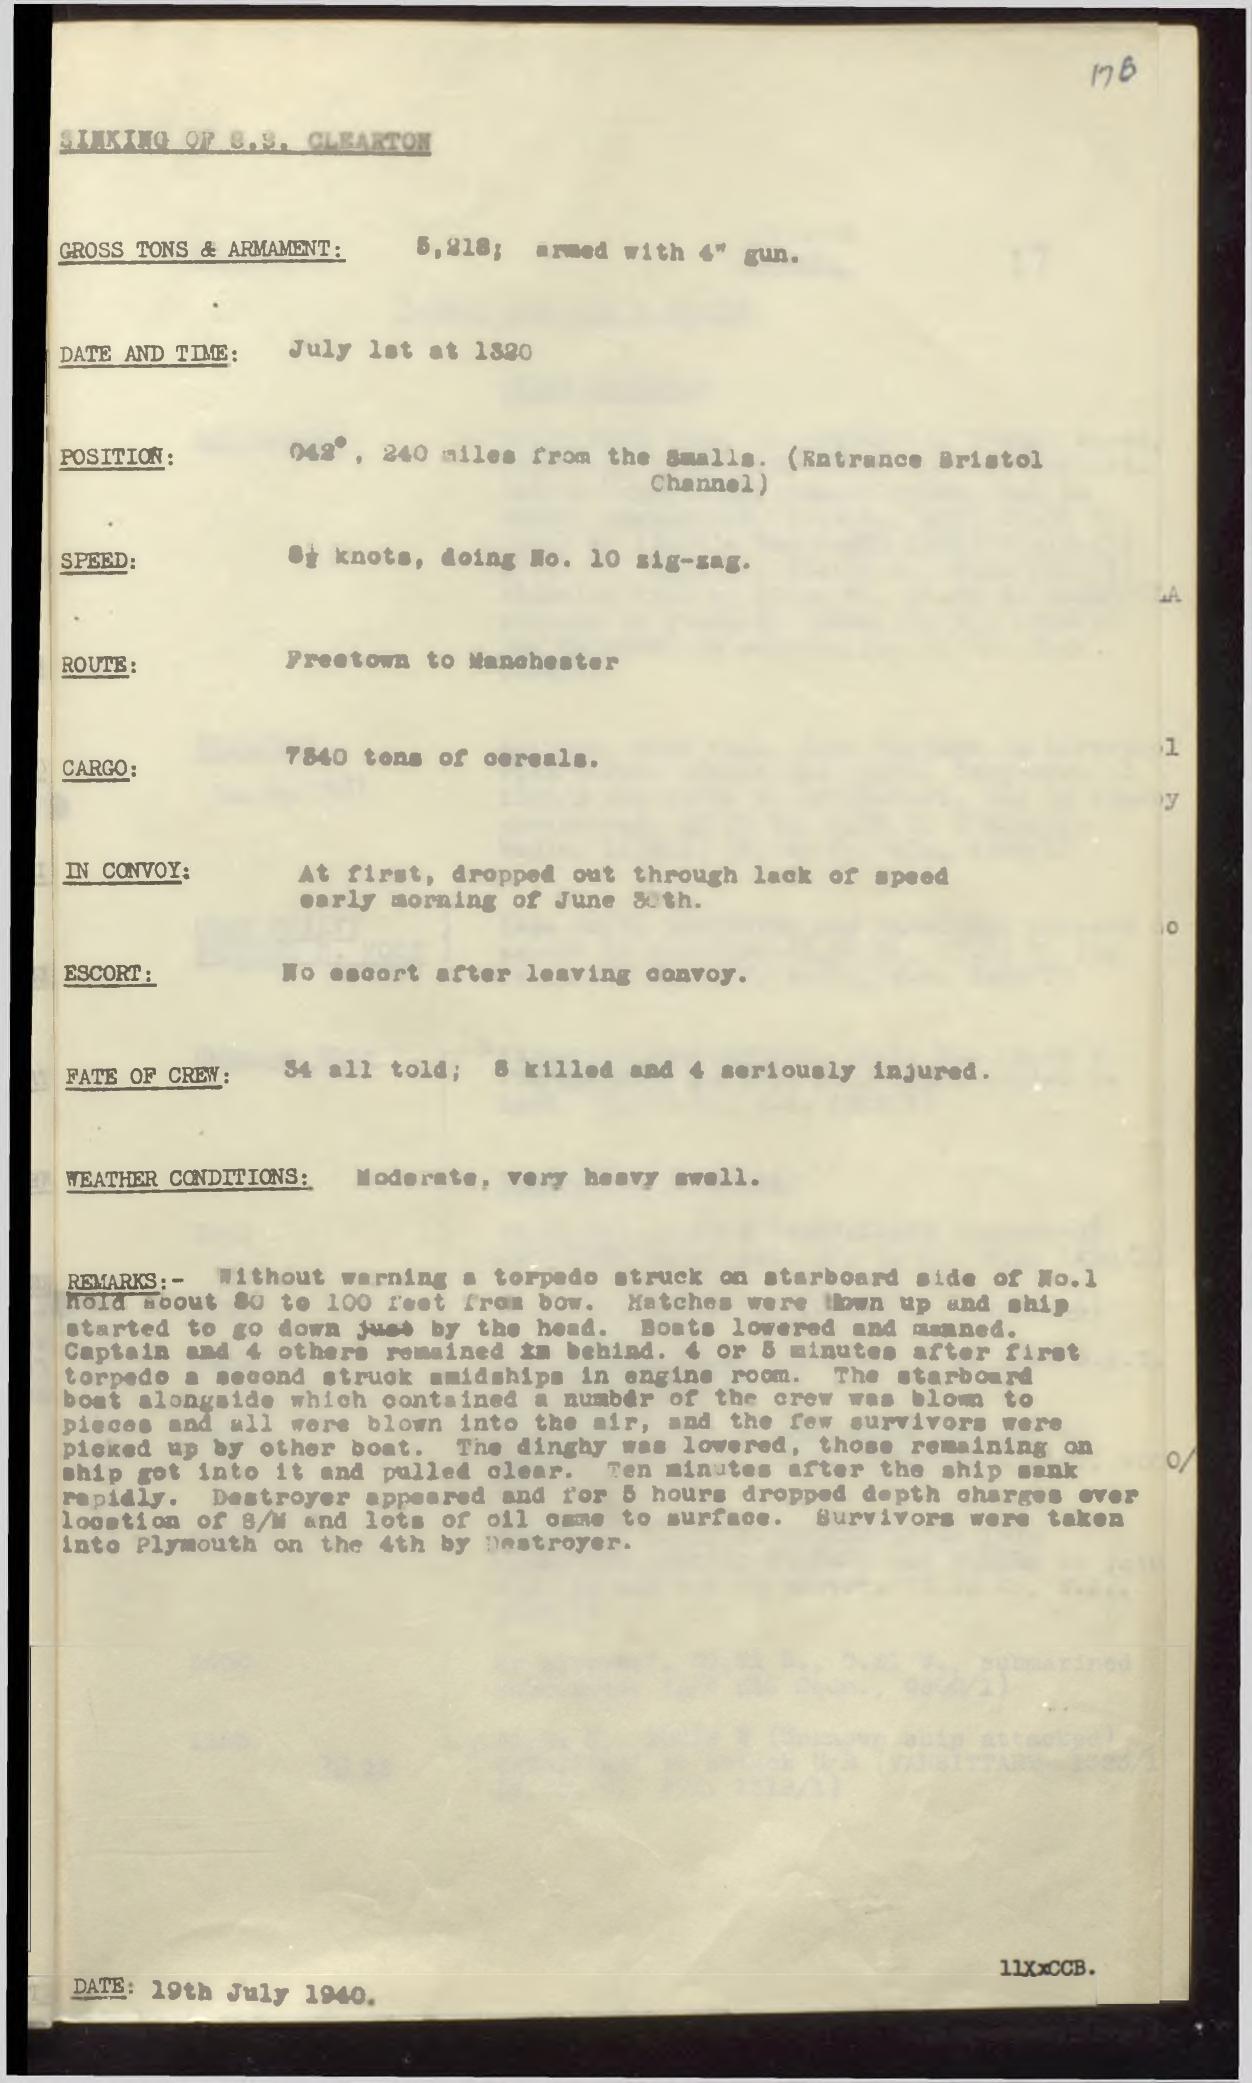 178
SINKING OF S.S. CLEARTON
GROSS TONS & ARMAMENT: 5,218; armed with 4" gun.
DATE AND TIME: July 1st at 1320
POSITION: 042°, 240 miles from the Smalls. (Entrance Bristol
Channel)
SPEED: 8½ knots, doing No. 10 zig-zag.
ROUTE: Freetown to Manchester
CARGO: 7340 tons of cereals.
IN CONVOY: At first, dropped out through lack of speed
early morning of June 30th.
ESCORT: No escort after leaving convoy.
FATE OF CREW: 34 all told; 8 killed and 4 seriously injured.
WEATHER CONDITIONS: Moderate, very heavy swell.
REMARKS:- Without warning a torpedo struck on starboard side of No.1
hold about 80 to 100 feet from bow. Hatches were blown up and ship
started to go down just by the head. Boats lowered and manned.
Captain and 4 others remained behind. 4 or 5 minutes after first
torpedo a second struck amidships in engine room. The starboard
boat alongside which contained a number of the crew was blown to
pieces and all were blown into the air, and the few survivors were
picked up by other boat. The dinghy was lowered, those remaining on
ship got into it and pulled clear. Ten minutes after the ship sank
rapidly. Destroyer appeared and for 5 hours dropped depth charges over
location of S/M and lots of oil came to surface. Survivors were taken
into Plymouth on the 4th by Destroyer.
11XxCCB.
DATE: 19th July 1940.